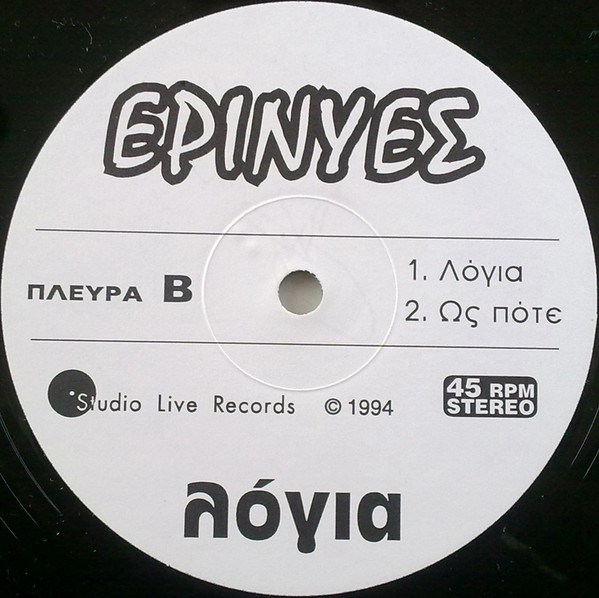 ΕΡΙΝΥΕΣ
ΠΛΕΥΡΑ Β
1. Λόγια
2. Ως πότε
Studio Live Records © 1994
45 RPM
STEREO
λόγια